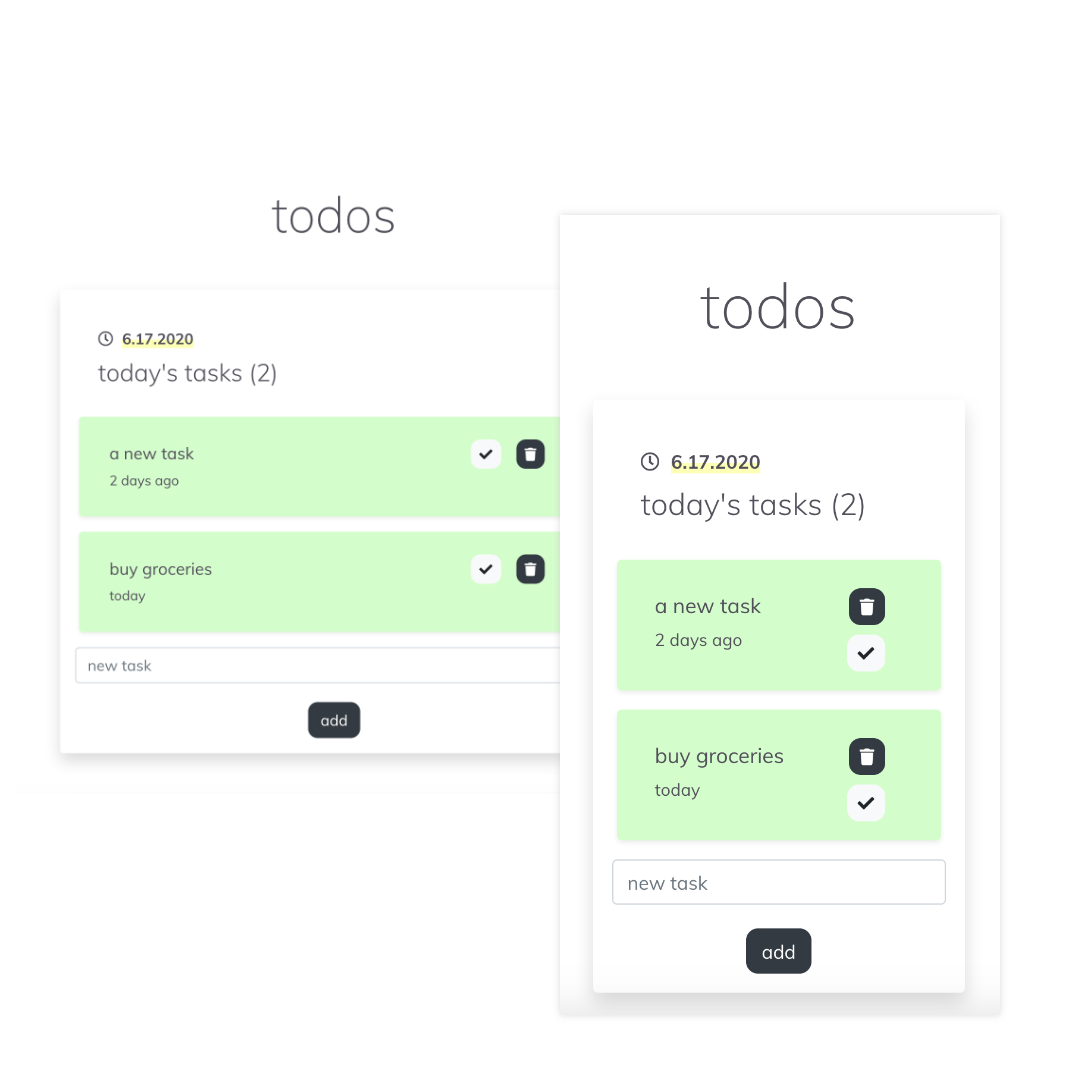 todos
6.17.2020
today's tasks (2)
a new task
2 days ago
buy groceries
today
new task
add
todos
6.17.2020
today's tasks (2)
a new task
2 days ago
buy groceries
today
new task
add